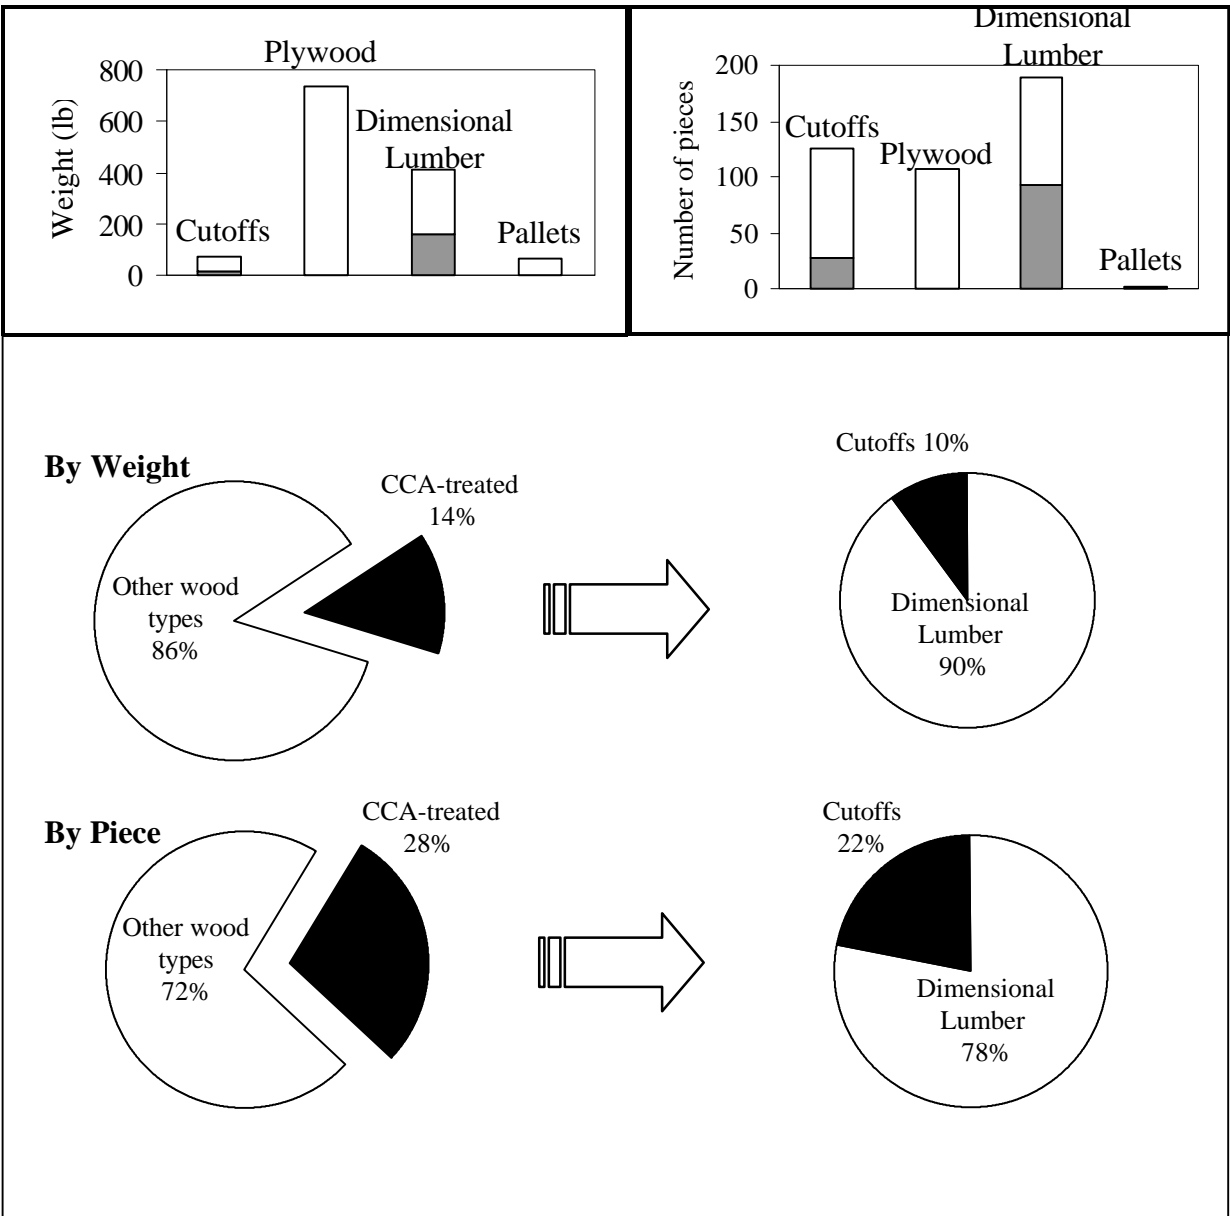 Plywood
800
600
400
200
0
Weight (lb)
Dimensional
Lumber
Cutoffs
Pallets
Dimensional
Lumber
200
150
100
50
0
Number of pieces
Cutoffs
Plywood
Pallets
By Weight
CCA-treated
14%
Other wood
types
86%
Cutoffs 10%
Dimensional
Lumber
90%
By Piece
CCA-treated
28%
Other wood
types
72%
Cutoffs
22%
Dimensional
Lumber
78%